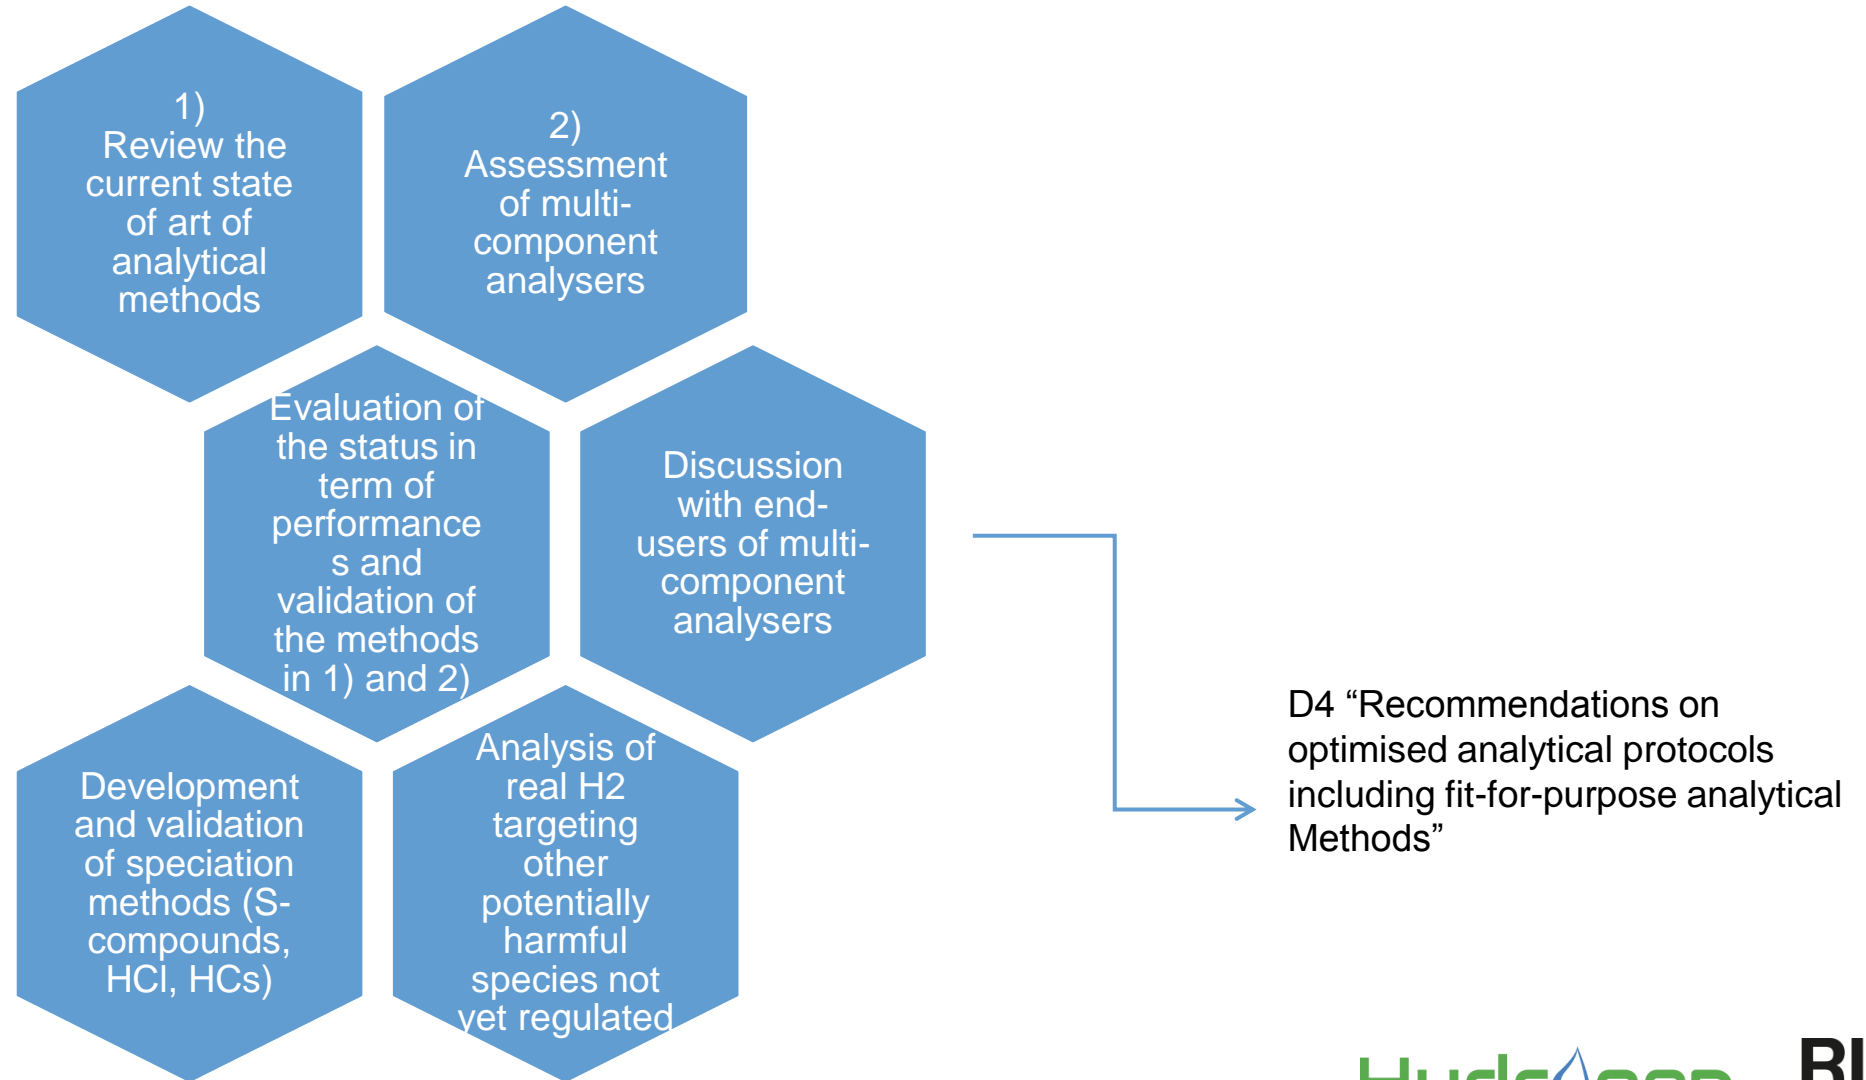 1)
Review the
current state
of art of
analytical
methods
2)
Assessment
of multi-
component
analysers
Evaluation of
the status in
term of
performance
s and
validation of
the methods
in 1) and 2)
Discussion
with end-
users of multi-
component
analysers
Development
and validation
of speciation
methods (S-
compounds,
HCl, HCs)
Analysis of
real H2
targeting
other
potentially
harmful
species not
yet regulated
D4 “Recommendations on
optimised analytical protocols
including fit-for-purpose analytical
Methods”